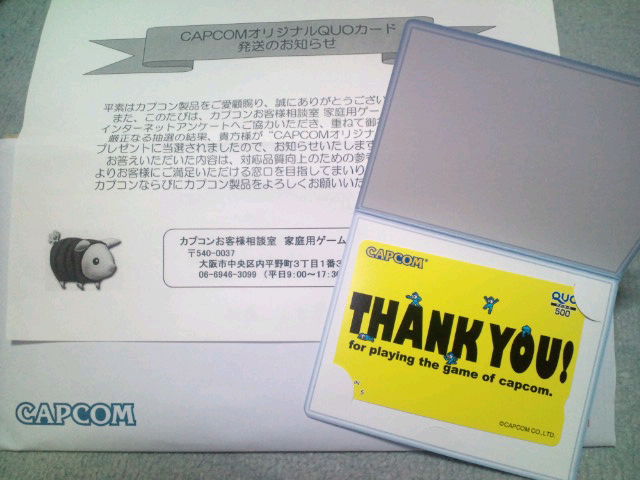 CAPCOMオリジナルQUOカード
発送のお知らせ
平素はカプコン製品をご愛顧賜り、誠にありがとうござい
また、このたびは、カプコンお客様相談室 家庭用ゲー
インターネットアンケートへご協力いただき、重ねて御
厳正なる抽選の結果、貴方様が"CAPCOMオリジナ
プレゼントに当選されましたので、お知らせいたします
お答えいただいた内容は、対応品質向上のための参考
よりお客様にご満足いただける窓口を目指してまいり
カプコンならびにカプコン製品をよろしくお願いいた
カプコンお客様相談室 家庭用ゲーム
〒540-0037
大阪市中央区内平野町3丁目1番3
06-6946-3099 (平日9:00~17:30
CAPCOM
CAPCOM
QUO
500
THANK YOU!
for playing the game of capcom.
©CAPCOM CO.,LTD.